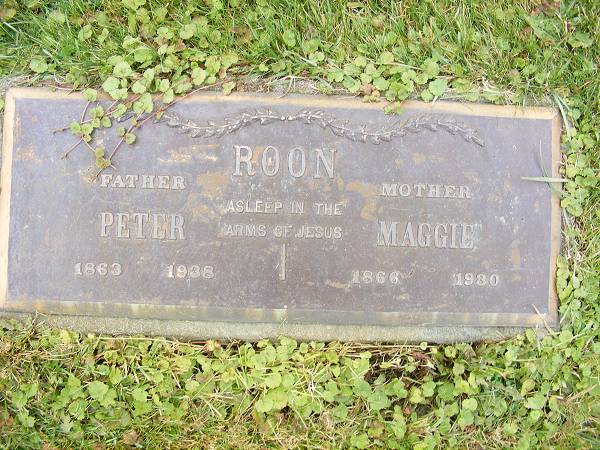 ROON
FATHER
MOTHER
ASLEEP IN THE
ARMS OF JESUS
PETER
MAGGIE
1863 1938
1866 1930